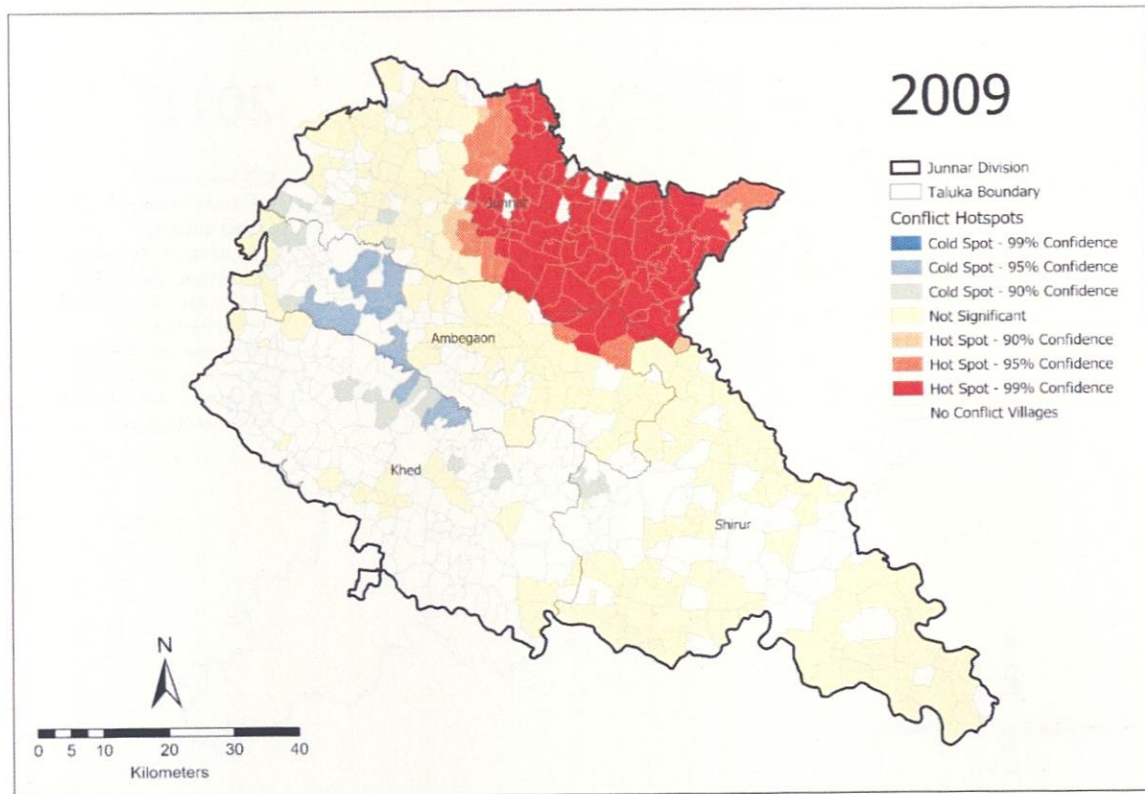 2009
Junnar Division
Taluka Boundary
Conflict Hotspots
Cold Spot - 99% Confidence
Cold Spot - 95% Confidence
Cold Spot - 90% Confidence
Not Significant
Hot Spot - 90% Confidence
Hot Spot - 95% Confidence
Hot Spot - 99% Confidence
No Conflict Villages
Junnar
Ambegaon
Khed
Shirur
N
0 5 10 20 30 40
Kilometers